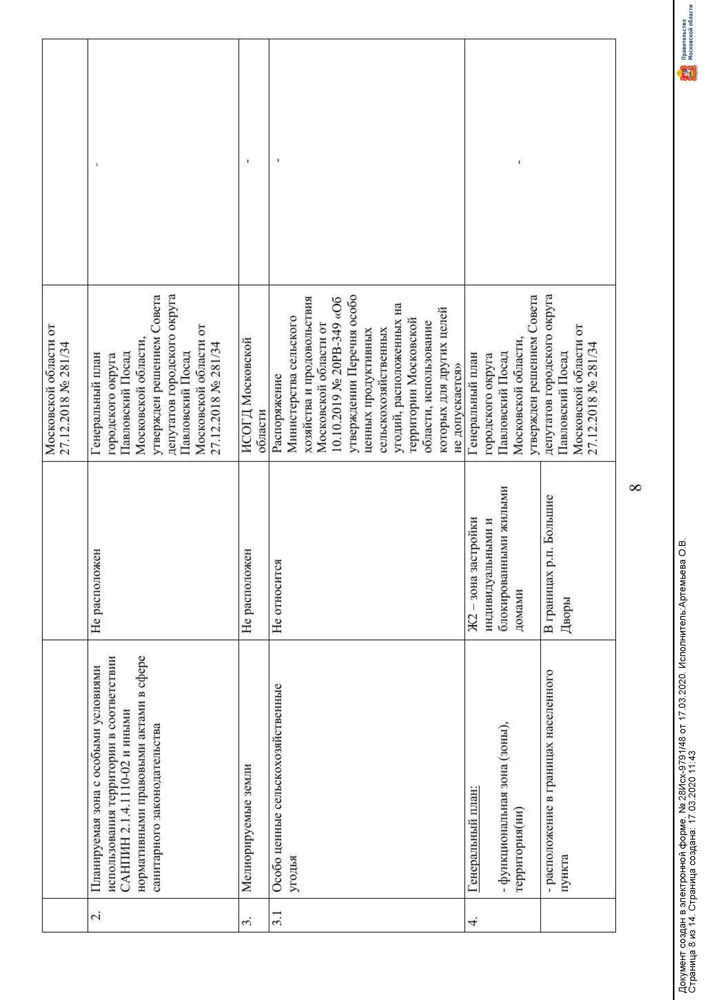 Московской области от
27.12.2018 № 281/34
2.
Планируемая зона с особыми условиями
использования территории в соответствии
САНПИН 2.1.4.1110-02 и иными
нормативными правовыми актами в сфере
санитарного законодательства
Не расположен
Генеральный план
городского округа
Павловский Посад
Московской области,
утвержден решением Совета
депутатов городского округа
Павловский Посад
Московской области от
27.12.2018 № 281/34
-
3.
Мелиорируемые земли
Не расположен
ИСОГД Московской
области
-
3.1
Особо ценные сельскохозяйственные
угодья
Не относится
Распоряжение
Министерства сельского
хозяйства и продовольствия
Московской области от
10.10.2019 № 20РВ-349 «Об
утверждении Перечня особо
ценных продуктивных
сельскохозяйственных
угодий, расположенных на
территории Московской
области, использование
которых для других целей
не допускается»
-
4.
Генеральный план:
- функциональная зона (зоны),
территория(ии)
Ж2 – зона застройки
индивидуальными и
блокированными жилыми
домами
Генеральный план
городского округа
Павловский Посад
Московской области,
утвержден решением Совета
депутатов городского округа
Павловский Посад
Московской области от
27.12.2018 № 281/34
-
- расположение в границах населенного
пункта
В границах р.п. Большие
Дворы
8
Документ создан в электронной форме. № 28Исх-9791/48 от 17.03.2020. Исполнитель:Артемьева О.В.
Страница 8 из 14. Страница создана: 17.03.2020 11:43
Правительство
Московской области